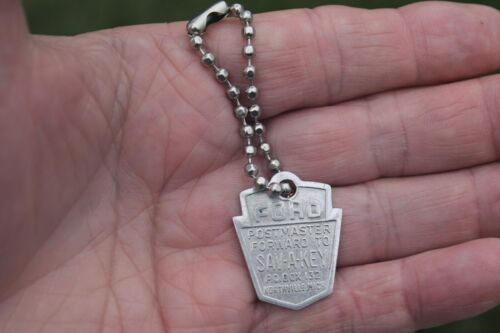 FORD
POSTMASTER
FORWARD TO
SAV-A-KEY
P.O. BOX 132
NORTHVILLE MICH